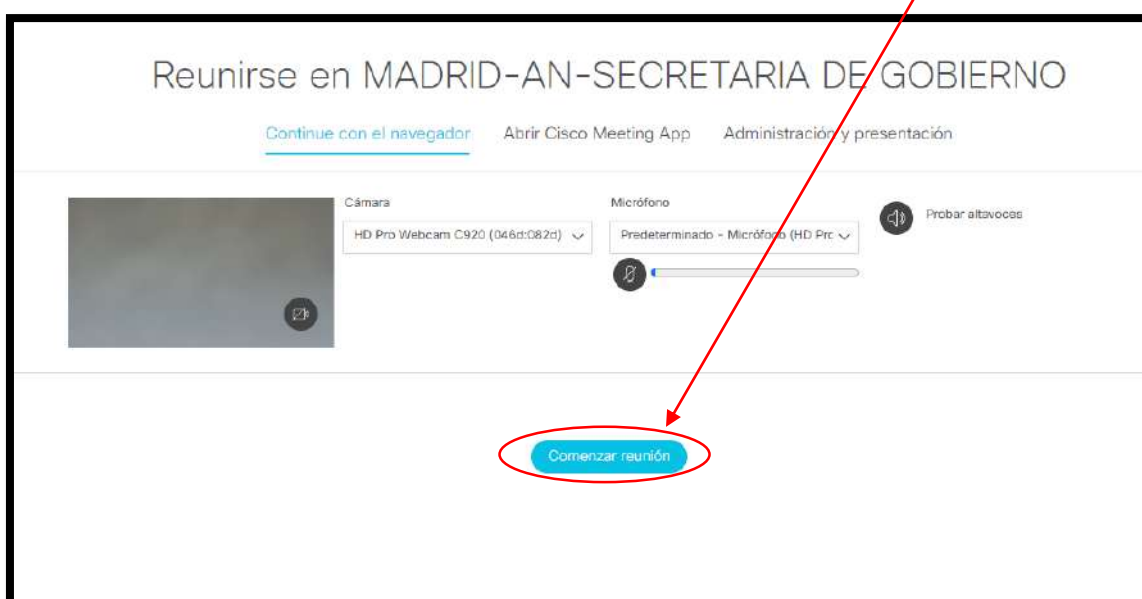 Reunirse en MADRID-AN-SECRETARIA DE GOBIERNO
Continue con el navegador Abrir Cisco Meeting App Administración y presentación
Cámara Micrófono
Probar altavoces
HD Pro Webcam C920 (046d:082d) Predeterminado - Micrófono (HD Prc
Comenzar reunión